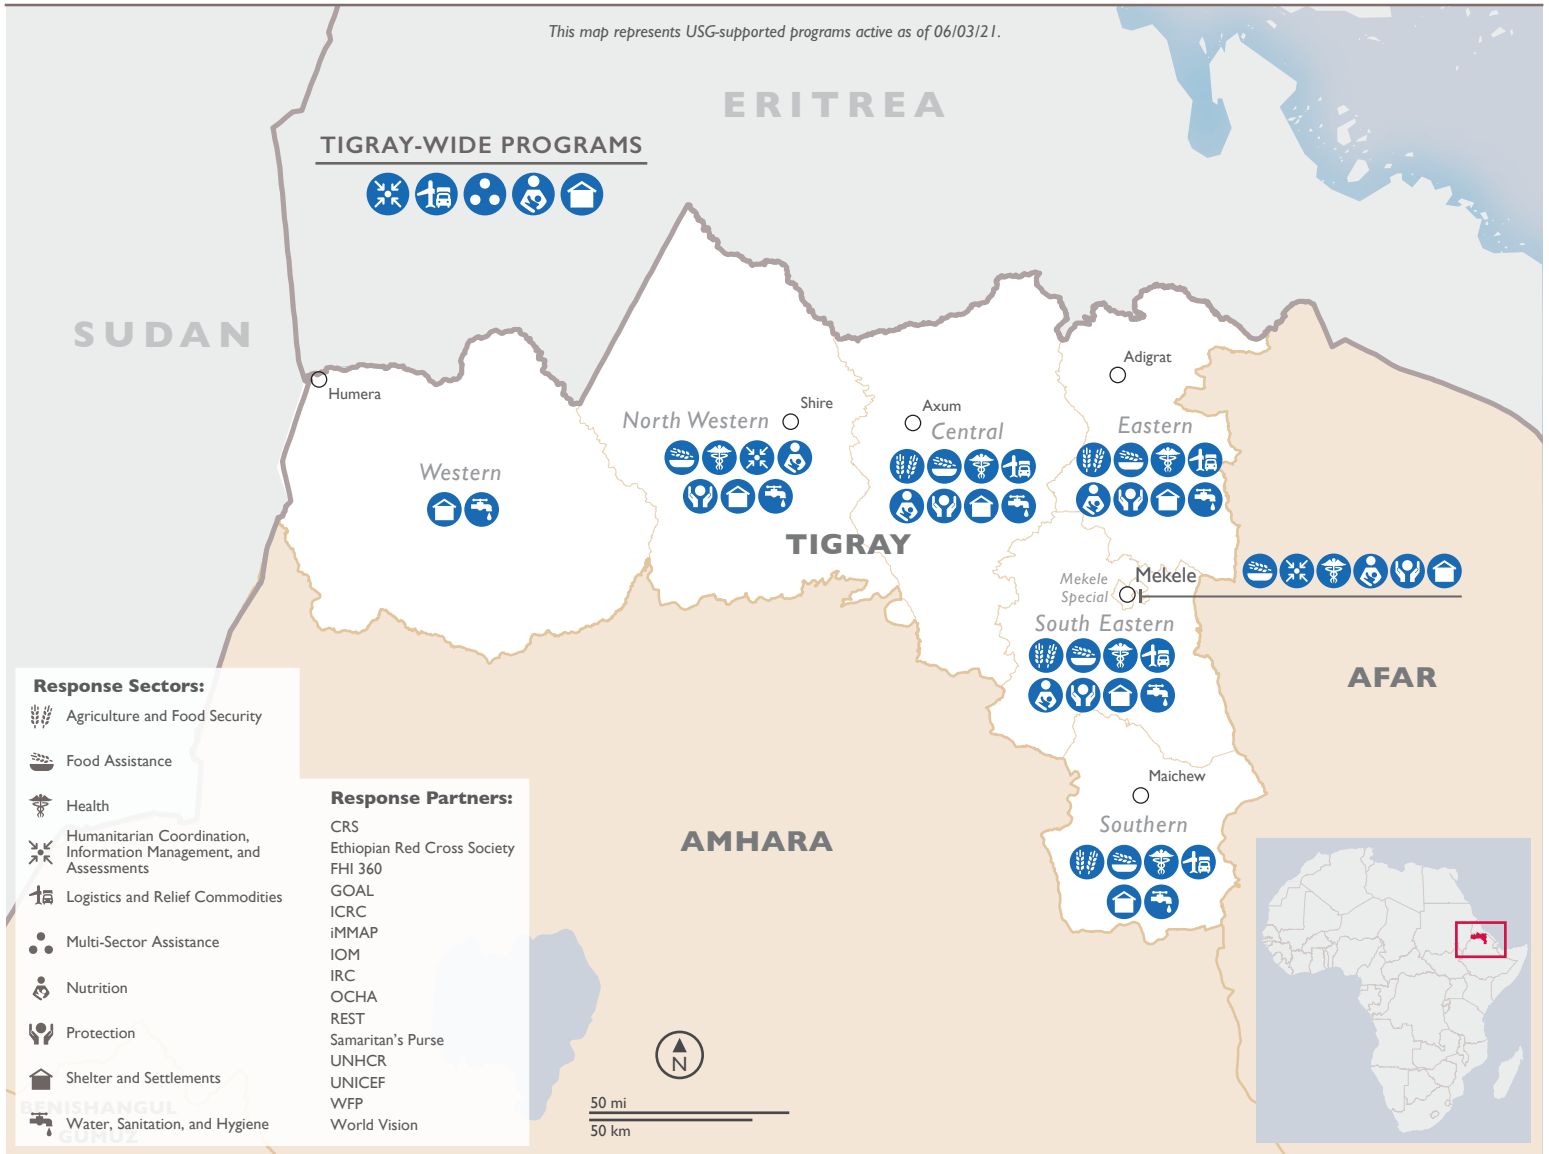 This map represents USG-supported programs active as of 06/03/21.
ERITREA
TIGRAY-WIDE PROGRAMS
SUDAN
Humera
Adigrat
Shire
Axum
North Western
Central
Eastern
Western
TIGRAY
Mekele
Special
Mekele
South Eastern
AFAR
Maichew
Southern
AMHARA
Response Sectors:
Agriculture and Food Security
Food Assistance
Health
Humanitarian Coordination,
Information Management, and
Assessments
Logistics and Relief Commodities
Multi-Sector Assistance
Nutrition
Protection
Shelter and Settlements
Water, Sanitation, and Hygiene
BENISHANGUL
GUMUZ
Response Partners:
CRS
Ethiopian Red Cross Society
FHI 360
GOAL
ICRC
iMMAP
IOM
IRC
OCHA
REST
Samaritan's Purse
UNHCR
UNICEF
WFP
World Vision
N
50 mi
50 km